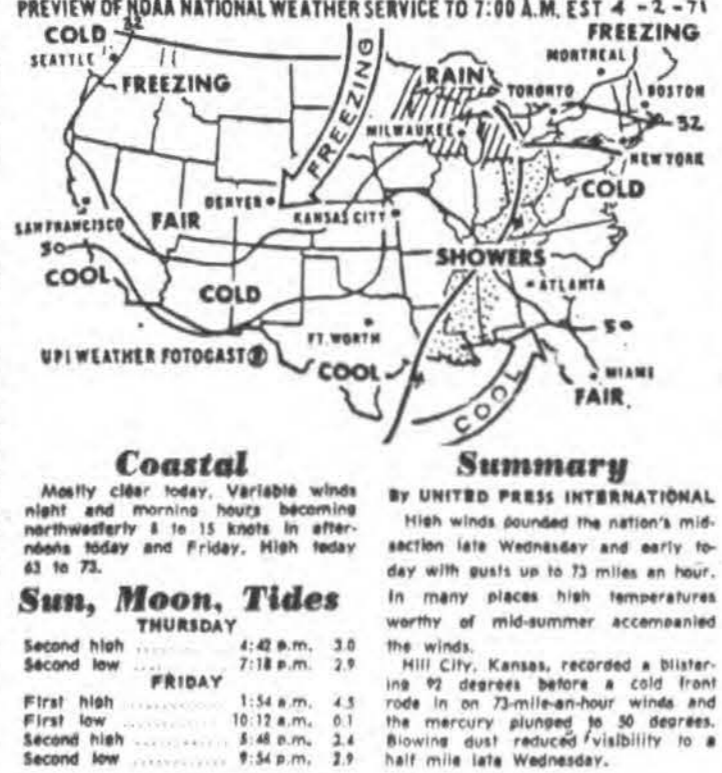 PREVIEW OF NOAA NATIONAL WEATHER SERVICE TO 7:00 A.M. EST 4-2-71
32
COLD
SEATTLE
FREEZING
FREEZING
RAIN
FREEZING
MONTREAL
TORONTO
BOSTON
32
MILWAUKEE
NEW YORK
COLD
DENVER
KANSAS CITY
SAN FRANCISCO
FAIR
50
COOL
COLD
SHOWERS
ATLANTA
50
FT. WORTH
UPI WEATHER FOTOCAST
COOL
COOL
MIAMI
FAIR
Coastal
Mostly clear today. Variable winds
night and morning hours becoming
northwesterly 8 to 15 knots in after-
noons today and Friday. High today
63 to 73.
Sun, Moon, Tides
THURSDAY
Second high ............ 4:42 p.m. 3.0
Second low ............ 7:18 p.m. 2.9
FRIDAY
First high ............ 1:54 a.m. 4.5
First low ............ 10:12 a.m. 0.1
Second high ............ 5:48 p.m. 3.4
Second low ............ 9:54 p.m. 2.9
Summary
By UNITED PRESS INTERNATIONAL
High winds pounded the nation's mid-
section late Wednesday and early to-
day with gusts up to 73 miles an hour.
In many places high temperatures
worthy of mid-summer accompanied
the winds.
Hill City, Kansas, recorded a blister-
ing 92 degrees before a cold front
rode in on 73-mile-an-hour winds and
the mercury plunged to 50 degrees.
Blowing dust reduced visibility to a
half mile late Wednesday.